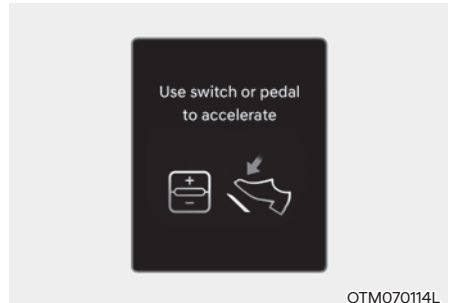 Use switch or pedal
to accelerate
+
−
OTM070114L